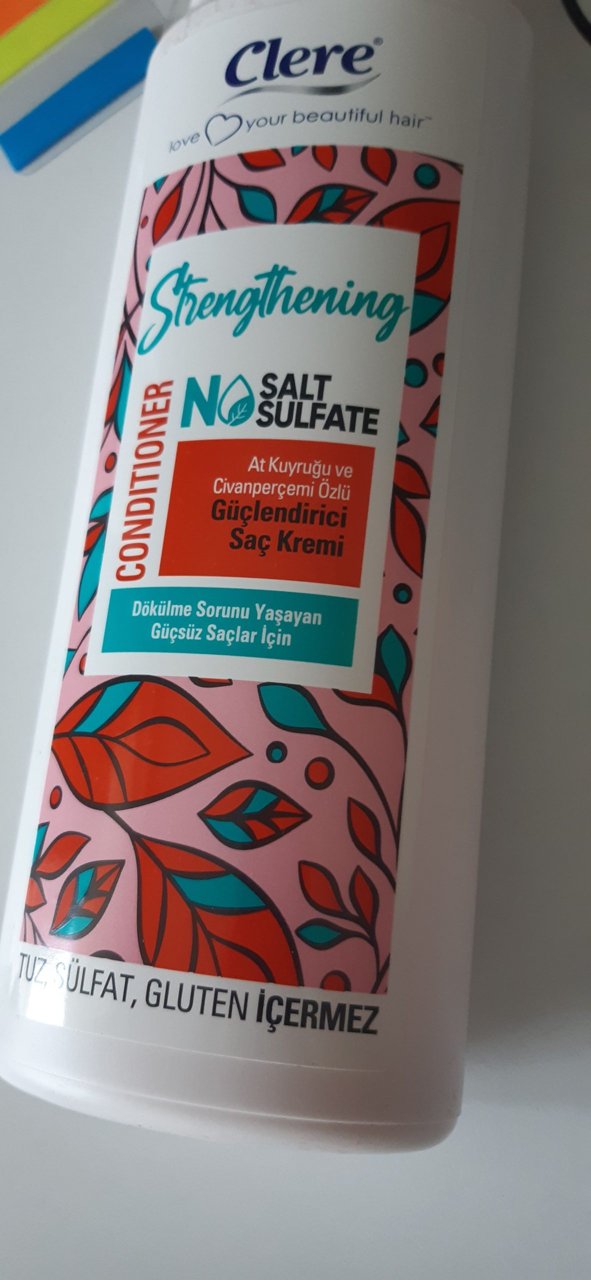 Clere®
love your beautiful hair™
Strengthening
CONDITIONER
NO SALT
SULFATE
At Kuyruğu ve
Civanperçemi Özlü
Güçlendirici
Saç Kremi
Dökülme Sorunu Yaşayan
Güçsüz Saçlar İçin
TUZ, SÜLFAT, GLUTEN İÇERMEZ